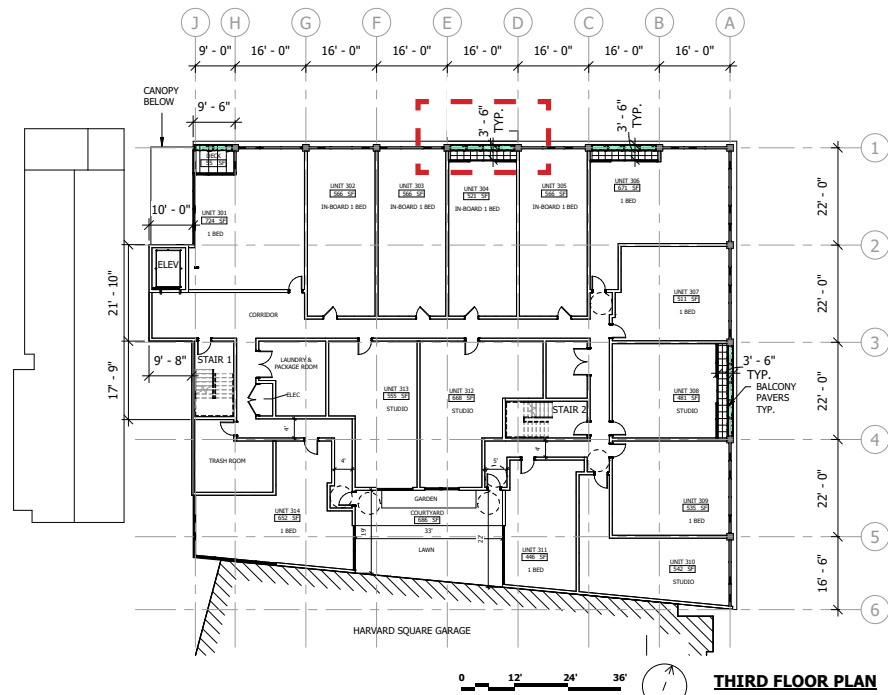 J H G F E D C B A
9' - 0" 16' - 0" 16' - 0" 16' - 0" 16' - 0" 16' - 0" 16' - 0" 16' - 0"
CANOPY
BELOW
9' - 6"
3' - 6"
TYP.
3' - 6"
TYP.
1
DECK
55 SF
UNIT 301
724 SF
1 BED
UNIT 302
566 SF
IN-BOARD 1 BED
UNIT 303
566 SF
IN-BOARD 1 BED
UNIT 304
521 SF
IN-BOARD 1 BED
UNIT 305
566 SF
IN-BOARD 1 BED
UNIT 306
671 SF
1 BED
22' - 0"
10' - 0"
2
ELEV
21' - 10"
CORRIDOR
UNIT 307
511 SF
1 BED
22' - 0"
3
9' - 8"
17' - 9"
STAIR 1
LAUNDRY &
PACKAGE ROOM
ELEC
UNIT 313
555 SF
STUDIO
UNIT 312
668 SF
STUDIO
STAIR 2
UNIT 308
481 SF
STUDIO
3' - 6"
TYP.
BALCONY
PAVERS
TYP.
22' - 0"
4
4'
4'
4'
5'
TRASH ROOM
GARDEN
COURTYARD
686 SF
33'
19'
22'
LAWN
UNIT 314
652 SF
1 BED
UNIT 309
535 SF
1 BED
22' - 0"
5
UNIT 311
446 SF
1 BED
UNIT 310
542 SF
STUDIO
16' - 6"
6
HARVARD SQUARE GARAGE
0 12' 24' 36'
THIRD FLOOR PLAN